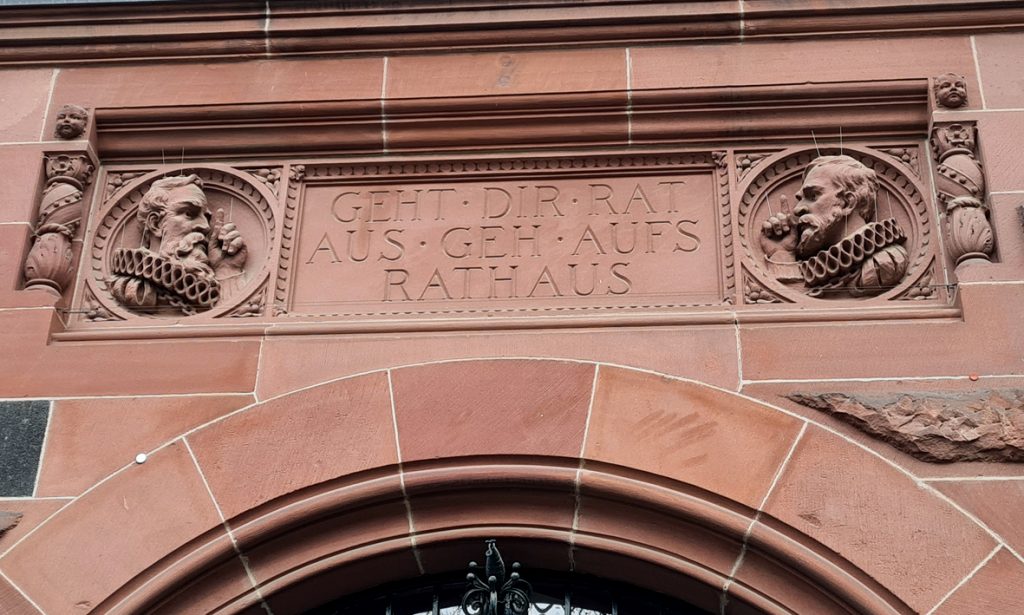 GEHT · DIR · RAT
AUS · GEH · AUFS
RATHAUS